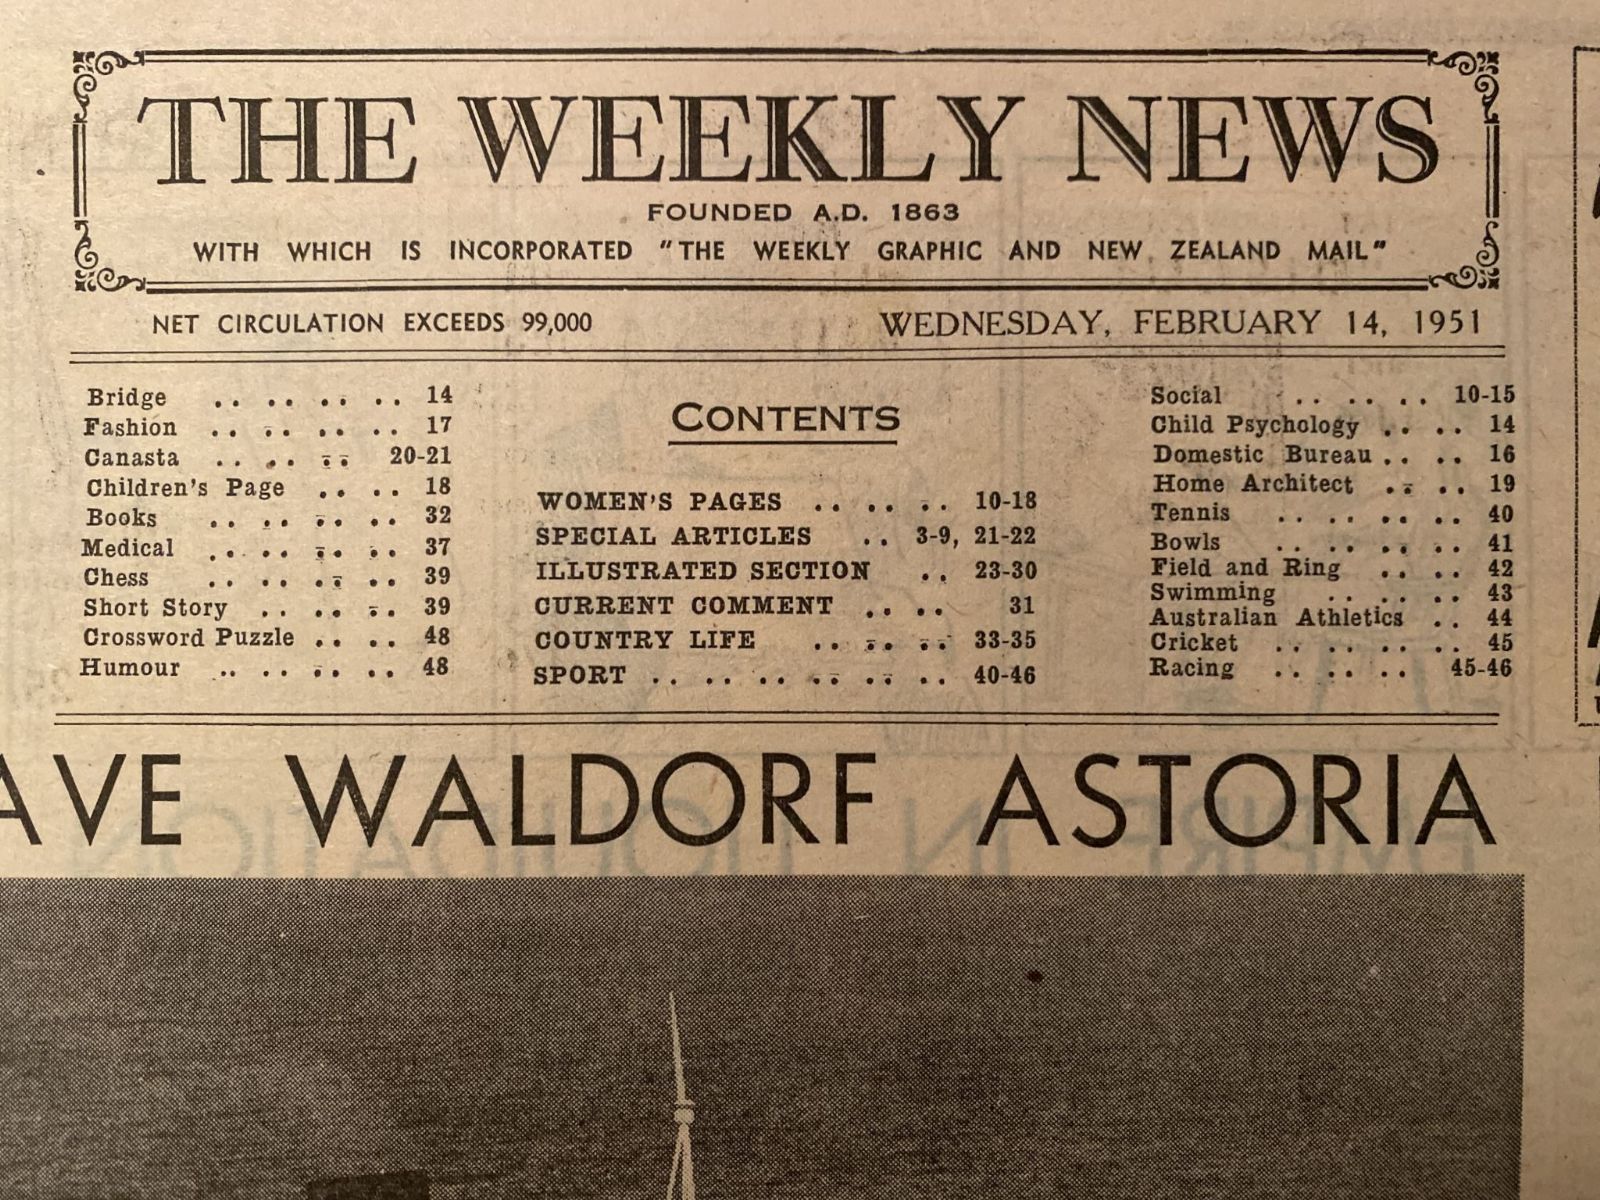 THE WEEKLY NEWS
FOUNDED A.D. 1863
WITH WHICH IS INCORPORATED "THE WEEKLY GRAPHIC AND NEW ZEALAND MAIL"
NET CIRCULATION EXCEEDS 99,000 WEDNESDAY, FEBRUARY 14, 1951
Bridge .. .. .. .. 14
Fashion .. .. .. .. 17
Canasta .. .. .. 20-21
Children's Page .. .. 18
Books .. .. .. .. 32
Medical .. .. .. .. 37
Chess .. .. .. .. 39
Short Story .. .. .. 39
Crossword Puzzle .. .. 48
Humour .. .. .. .. 48
CONTENTS
WOMEN'S PAGES .. .. .. 10-18
SPECIAL ARTICLES .. 3-9, 21-22
ILLUSTRATED SECTION .. 23-30
CURRENT COMMENT .. .. 31
COUNTRY LIFE .. .. .. 33-35
SPORT .. .. .. .. .. .. 40-46
Social .. .. .. 10-15
Child Psychology .. .. 14
Domestic Bureau .. .. 16
Home Architect .. .. 19
Tennis .. .. .. .. 40
Bowls .. .. .. .. 41
Field and Ring .. .. 42
Swimming .. .. .. 43
Australian Athletics .. 44
Cricket .. .. .. .. 45
Racing .. .. .. 45-46
AVE WALDORF ASTORIA